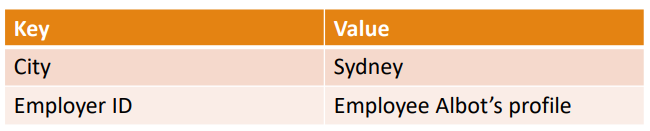 Key Value
City Sydney
Employer ID Employee Albot’s profile